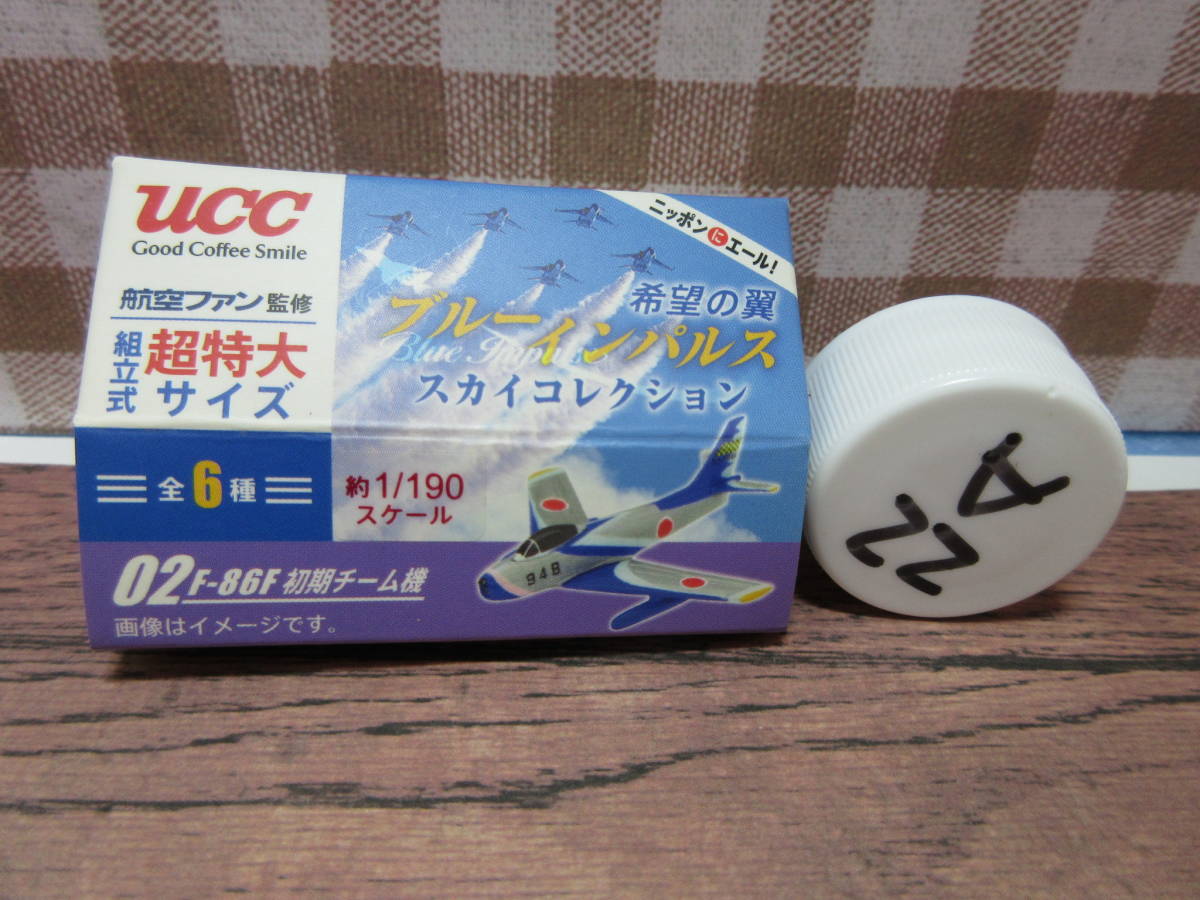 ucc
Good Coffee Smile
航空ファン監修
組立式
超特大
サイズ
全6種
ニッポンにエール!
希望の翼
ブルーインパルス
Blue Impulse
スカイコレクション
約1/190
スケール
948
02 F-86F 初期チーム機
画像はイメージです。
A
22